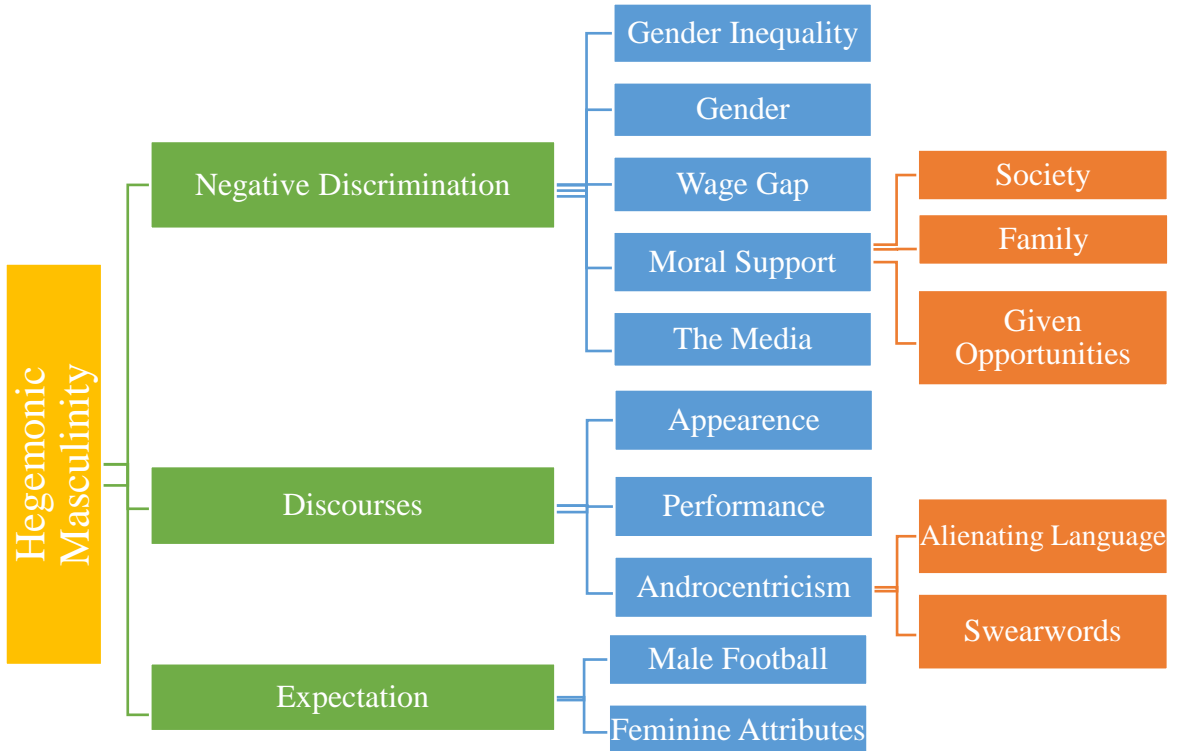 Hegemonic
Masculinity
Negative Discrimination
Gender Inequality
Gender
Wage Gap
Moral Support
Society
Family
Given
Opportunities
The Media
Discourses
Appearence
Performance
Androcentricism
Alienating Language
Swearwords
Expectation
Male Football
Feminine Attributes